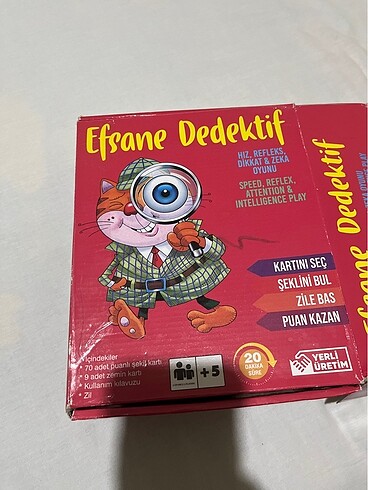 Efsane Dedektif
HIZ, REFLEKS,
DİKKAT & ZEKA
OYUNU
SPEED, REFLEX,
ATTENTION &
INTELLIGENCE PLAY
KARTINI SEÇ
ŞEKLİNİ BUL
ZİLE BAS
PUAN KAZAN
İçindekiler
• 70 adet puanlı şekil kartı
• 9 adet zemin kartı
• Kullanım kılavuzu
• Zil
+5
20
DAKİKA
SÜRE
YERLİ
ÜRETİM
Efsane Dedektif
ZEKA OYUNU